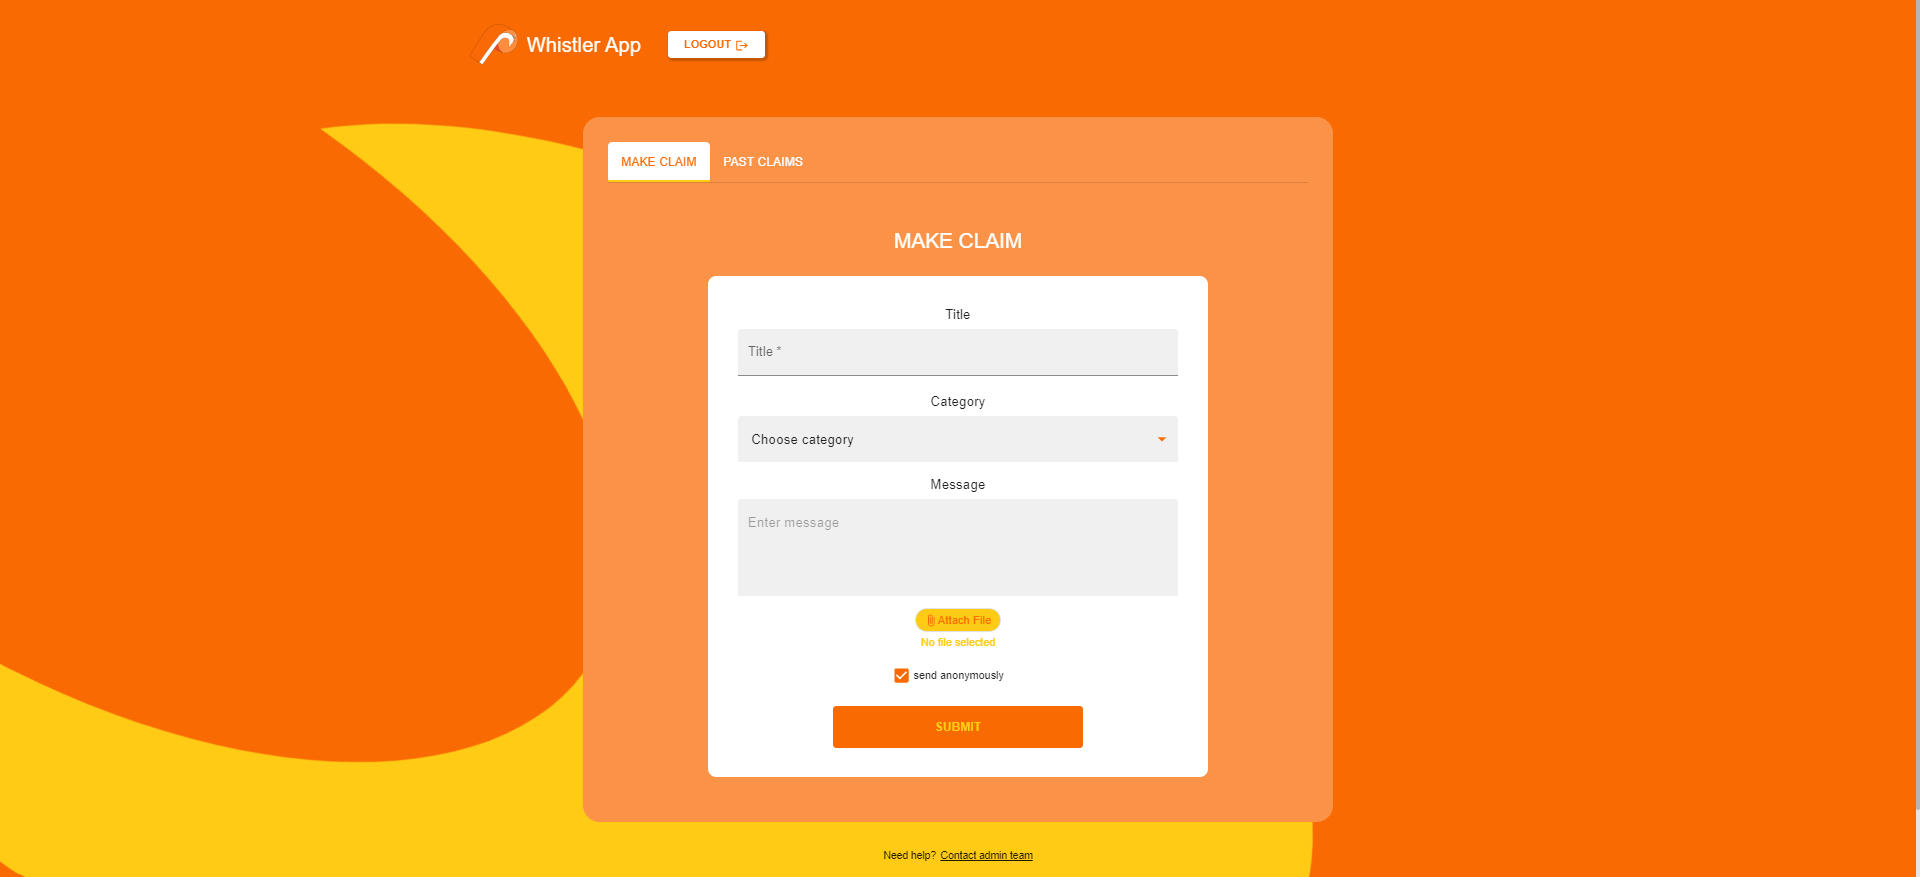 Whistler App
LOGOUT
MAKE CLAIM
PAST CLAIMS
MAKE CLAIM
Title
Title *
Category
Choose category
Message
Enter message
Attach File
No file selected
send anonymously
SUBMIT
Need help? Contact admin team